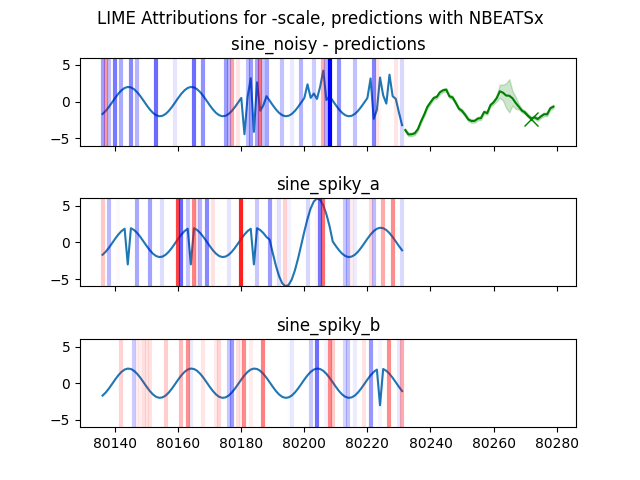 LIME Attributions for -scale, predictions with NBEATSx
sine_noisy - predictions
5
0
−5
sine_spiky_a
5
0
−5
sine_spiky_b
5
0
−5
80140 80160 80180 80200 80220 80240 80260 80280